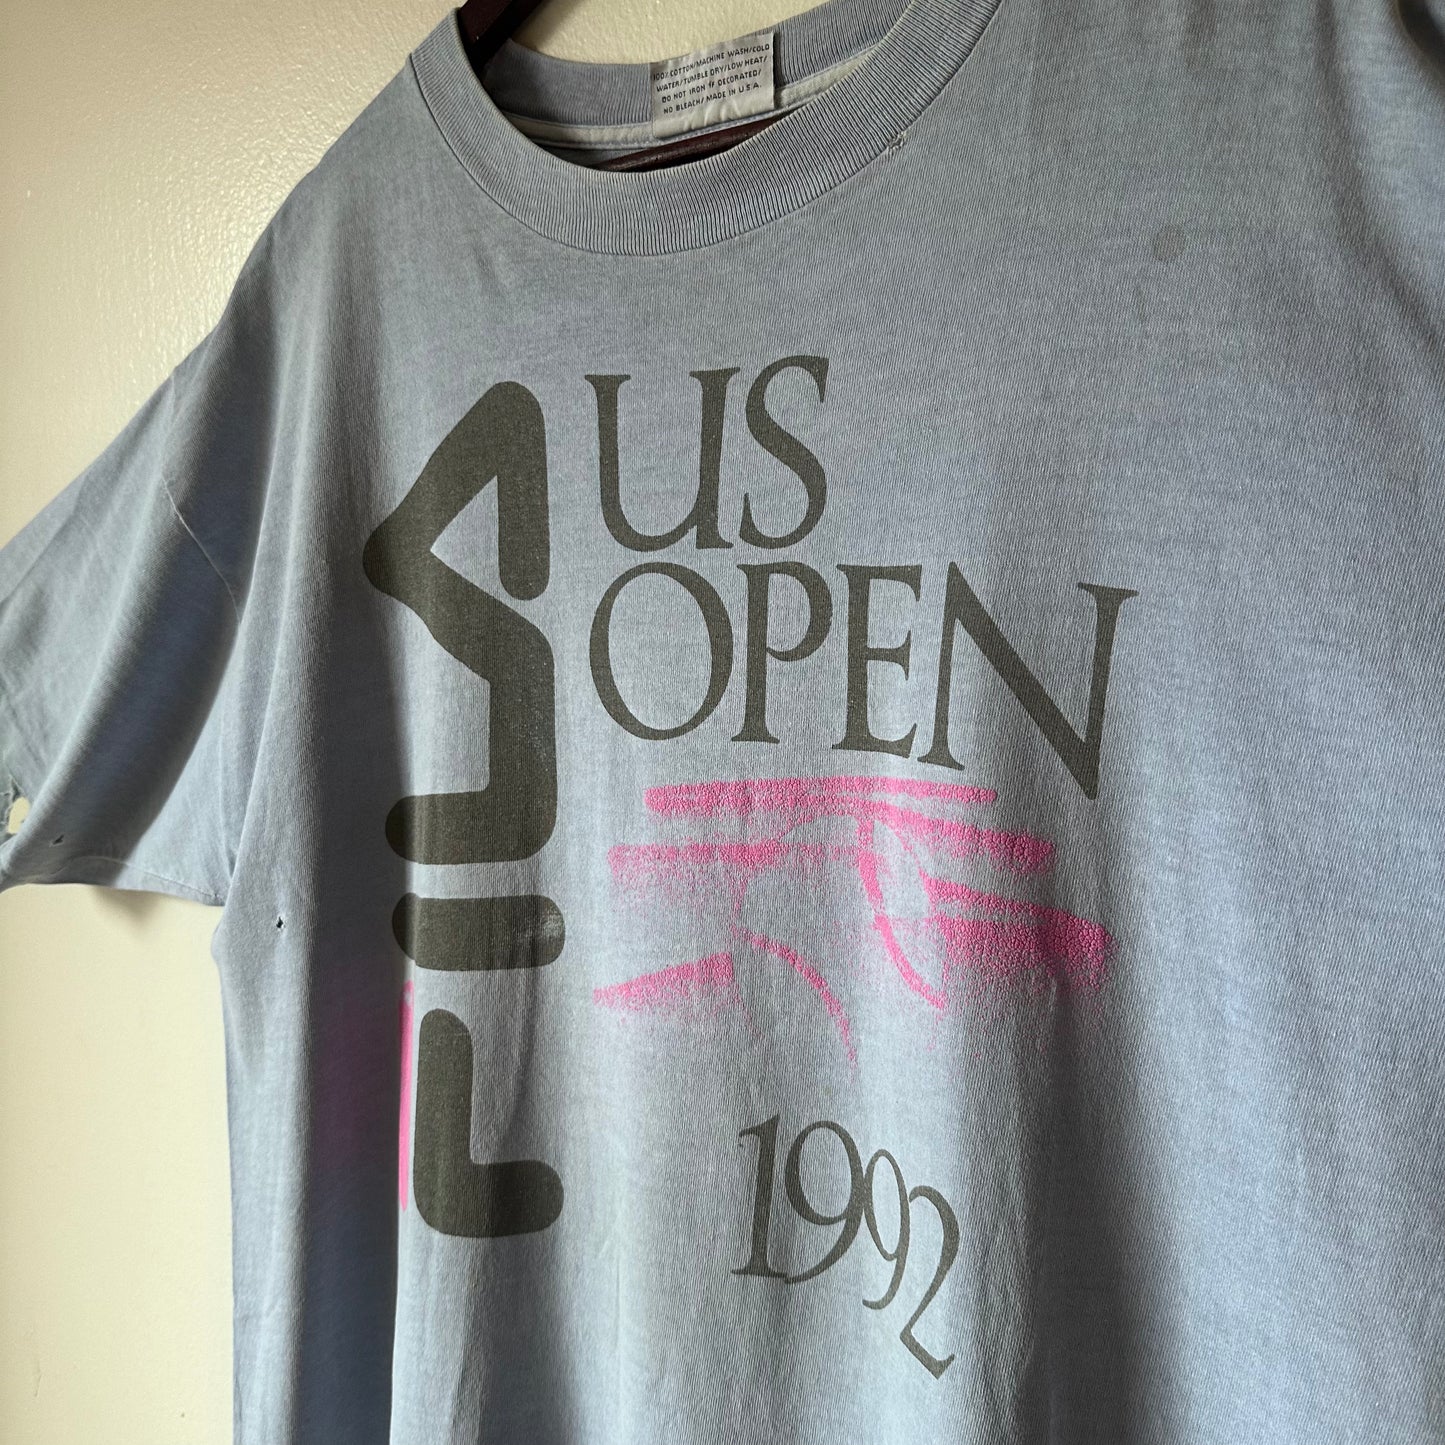 100% COTTON/MACHINE WASH/COLD
WATER/TUMBLE DRY/LOW HEAT/
DO NOT IRON IF DECORATED/
NO BLEACH/MADE IN U.S.A.
US
OPEN
1992